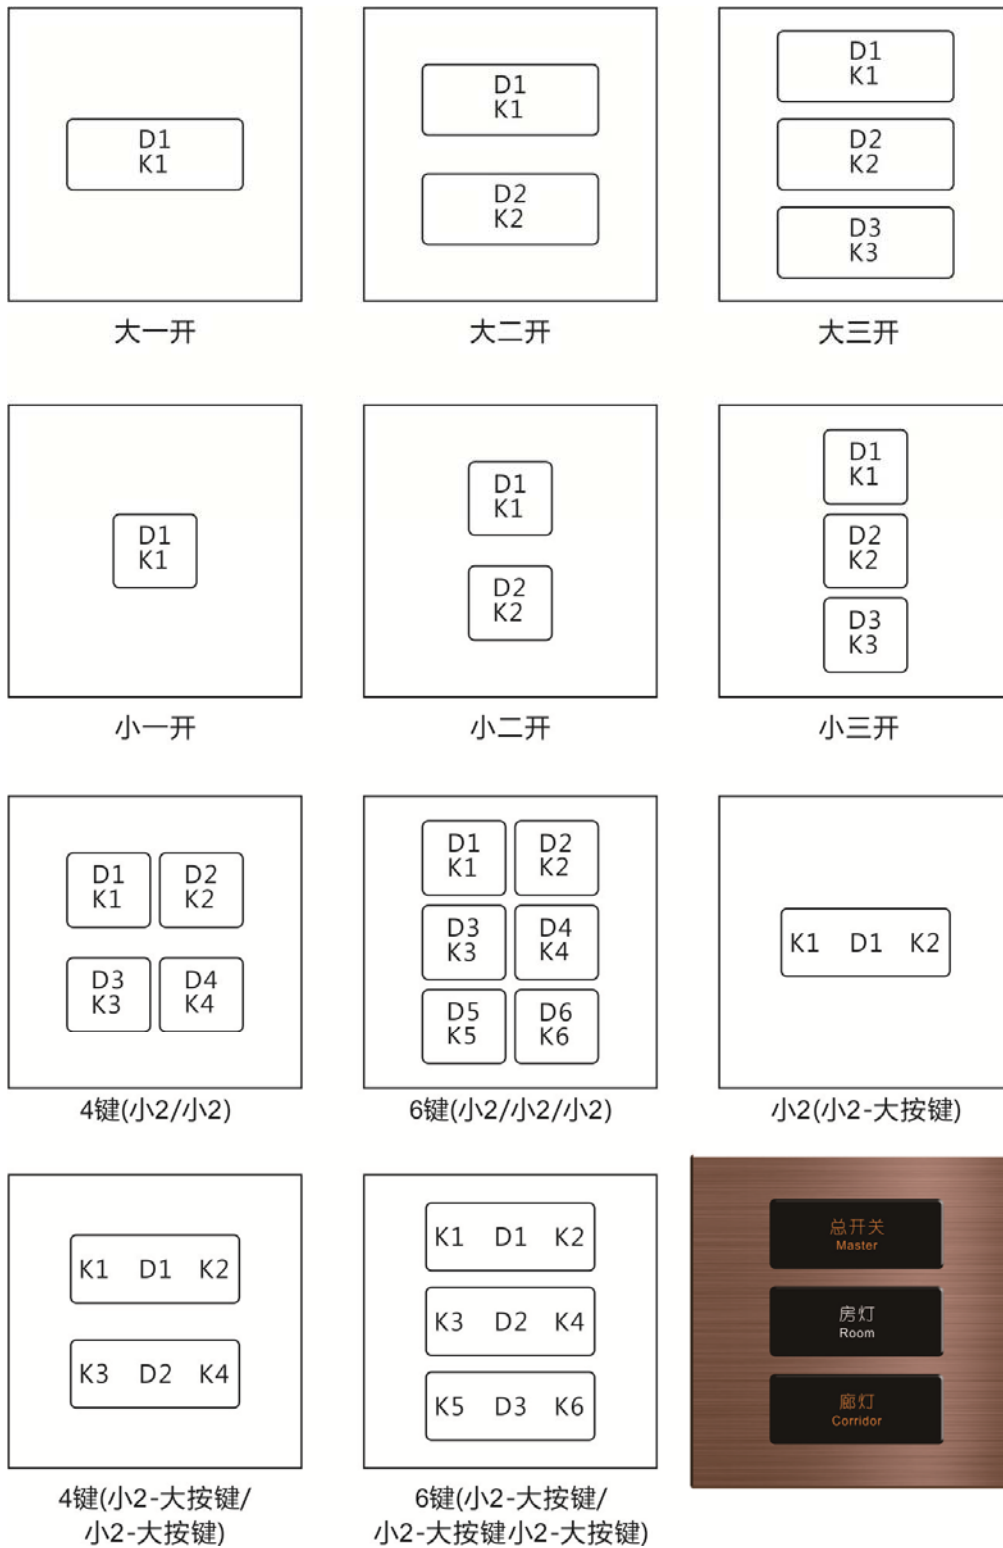 D1
K1
大一开
D1
K1
D2
K2
大二开
D1
K1
D2
K2
D3
K3
大三开
D1
K1
小一开
D1
K1
D2
K2
小二开
D1
K1
D2
K2
D3
K3
小三开
D1 D2
K1 K2
D3 D4
K3 K4
4键(小2/小2)
D1 D2
K1 K2
D3 D4
K3 K4
D5 D6
K5 K6
6键(小2/小2/小2)
K1 D1 K2
小2(小2-大按键)
K1 D1 K2
K3 D2 K4
4键(小2-大按键/
小2-大按键)
K1 D1 K2
K3 D2 K4
K5 D3 K6
6键(小2-大按键/
小2-大按键小2-大按键)
总开关
Master
房灯
Room
廊灯
Corridor